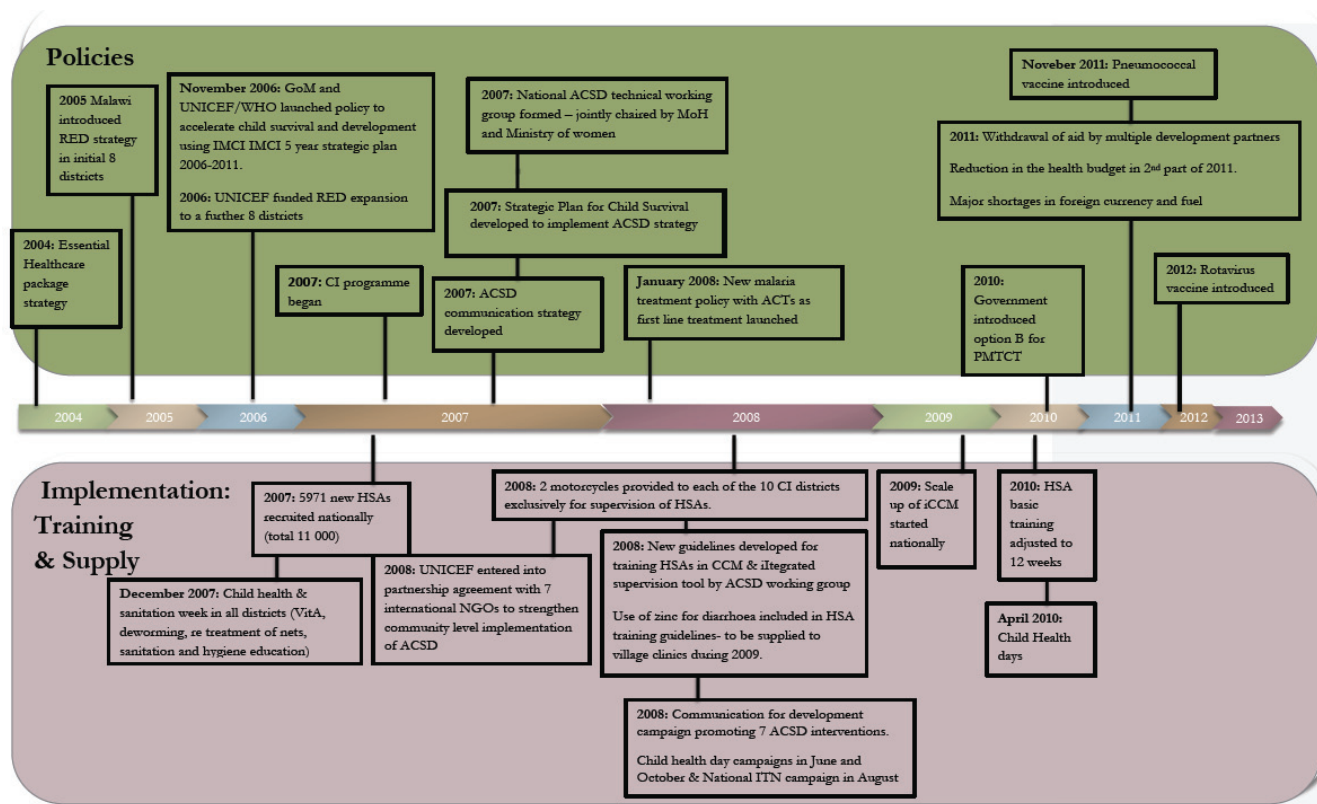 Policies
2005 Malawi
introduced
RED strategy
in initial 8
districts
November 2006: GoM and
UNICEF/WHO launched policy to
accelerate child survival and development
using IMCI IMCI 5 year strategic plan
2006-2011.
2006: UNICEF funded RED expansion
to a further 8 districts
2007: National ACSD technical working
group formed – jointly chaired by MoH
and Ministry of women
Noveber 2011: Pneumococcal
vaccine introduced
2011: Withdrawal of aid by multiple development partners
Reduction in the health budget in 2nd part of 2011.
Major shortages in foreign currency and fuel
2007: Strategic Plan for Child Survival
developed to implement ACSD strategy
2004: Essential
Healthcare
package
strategy
2007: CI programme
began
2007: ACSD
communication strategy
developed
January 2008: New malaria
treatment policy with ACTs as
first line treatment launched
2010:
Government
introduced
option B for
PMTCT
2012: Rotavirus
vaccine introduced
2004
2005
2006
2007
2008
2009
2010
2011
2012
2013
Implementation:
Training
& Supply
2007: 5971 new HSAs
recruited nationally
(total 11 000)
2008: 2 motorcycles provided to each of the 10 CI districts
exclusively for supervision of HSAs.
2009: Scale
up of iCCM
started
nationally
2010: HSA
basic
training
adjusted to
12 weeks
December 2007: Child health &
sanitation week in all districts (VitA,
deworming, re treatment of nets,
sanitation and hygiene education)
2008: UNICEF entered into
partnership agreement with 7
international NGOs to strengthen
community level implementation
of ACSD
2008: New guidelines developed for
training HSAs in CCM & iItegrated
supervision tool by ACSD working group
Use of zinc for diarrhoea included in HSA
training guidelines- to be supplied to
village clinics during 2009.
April 2010:
Child Health
days
2008: Communication for development
campaign promoting 7 ACSD interventions.
Child health day campaigns in June and
October & National ITN campaign in August